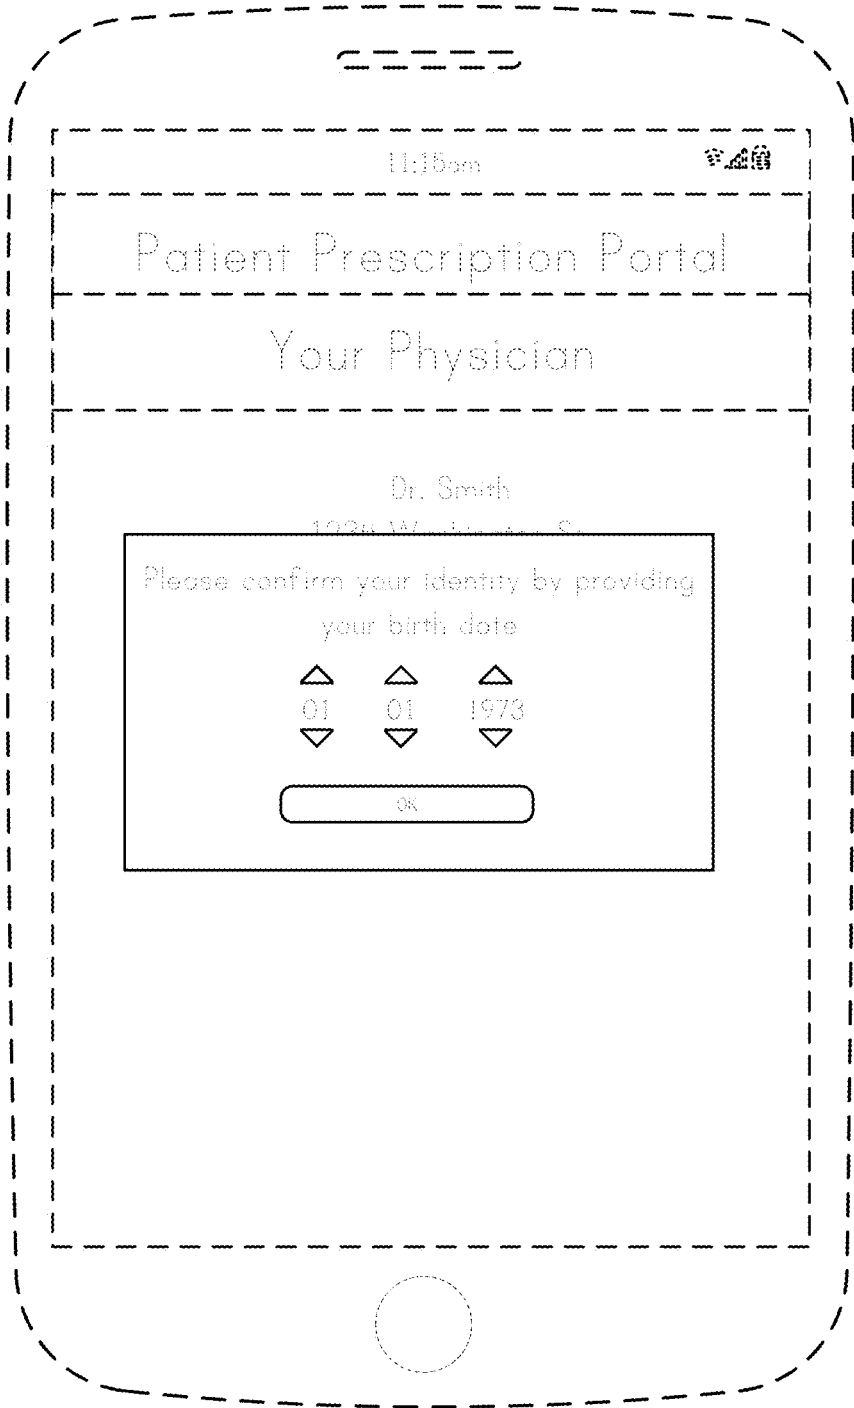 11:15am
Patient Prescription Portal
Your Physician
Dr. Smith
Please confirm your identity by providing
your birth date
01 01 1973
OK